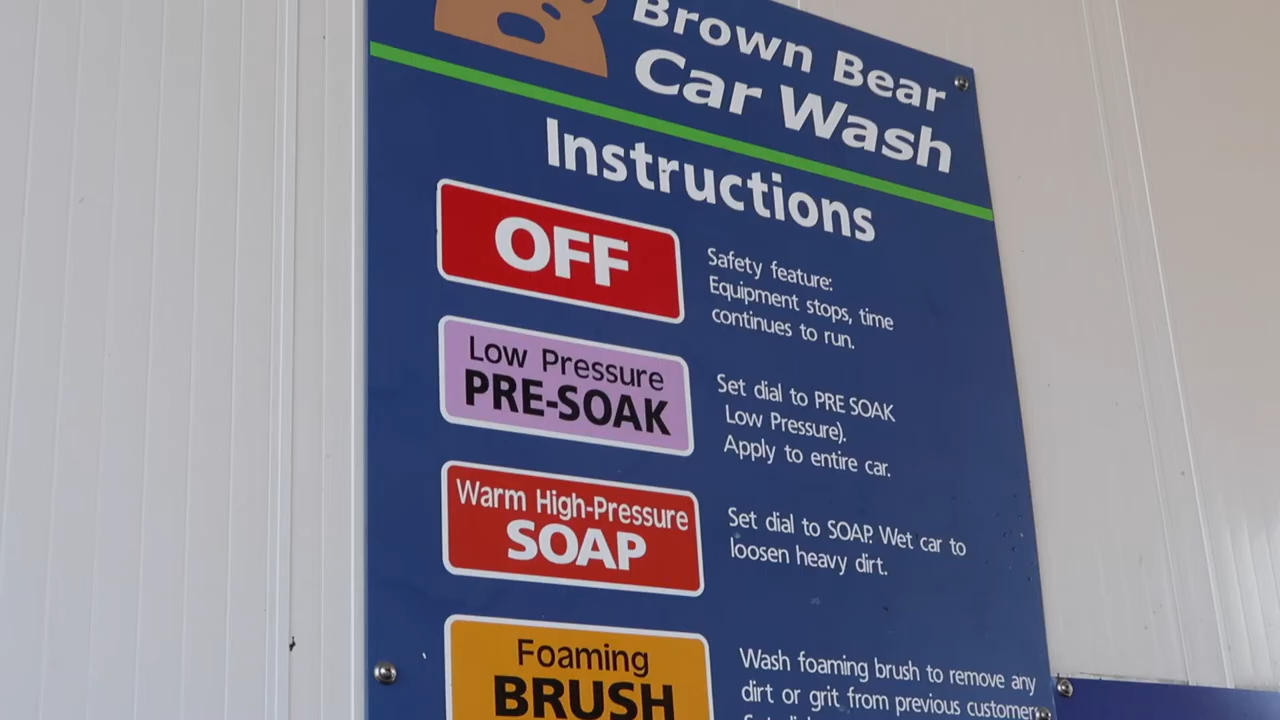 Brown Bear
Car Wash
Instructions
OFF
Safety feature:
Equipment stops, time
continues to run.
Low Pressure
PRE-SOAK
Set dial to PRE SOAK
Low Pressure).
Apply to entire car.
Warm High-Pressure
SOAP
Set dial to SOAP. Wet car to
loosen heavy dirt.
Foaming
BRUSH
Wash foaming brush to remove any
dirt or grit from previous customer